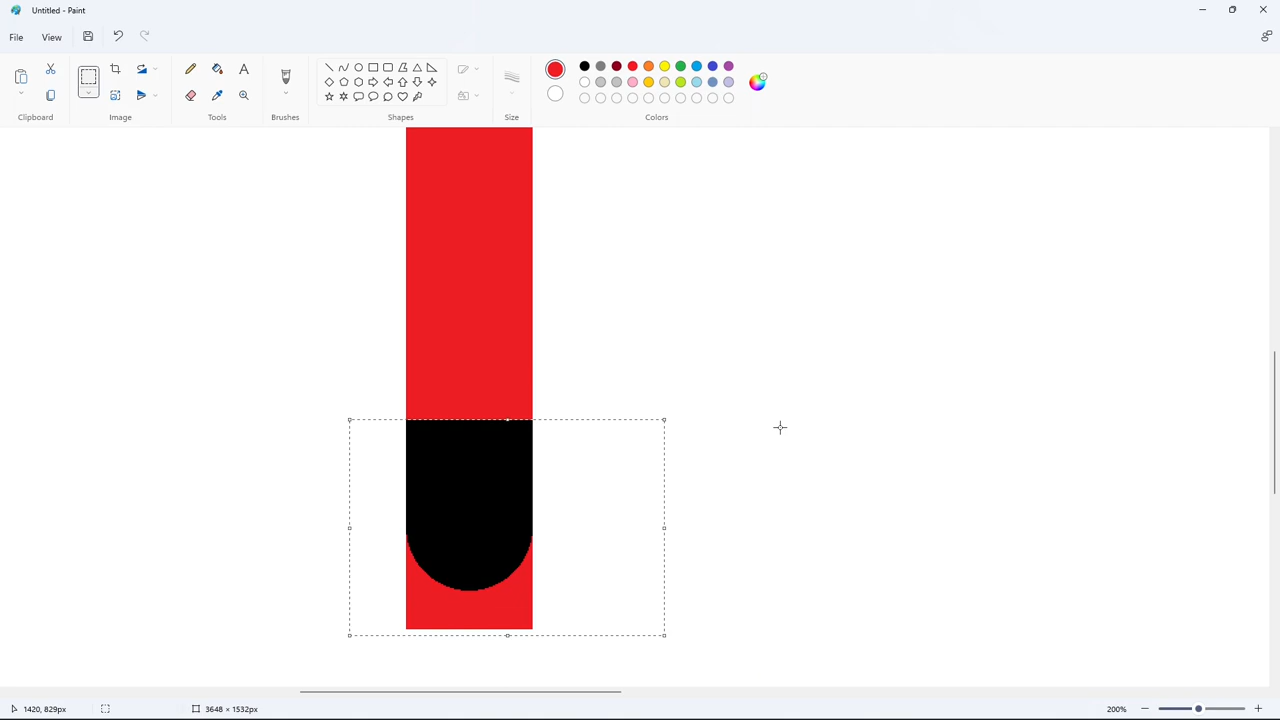 Untitled - Paint
File View
Clipboard Image Tools Brushes Shapes Size Colors
1420, 829px 3648 × 1532px 200%